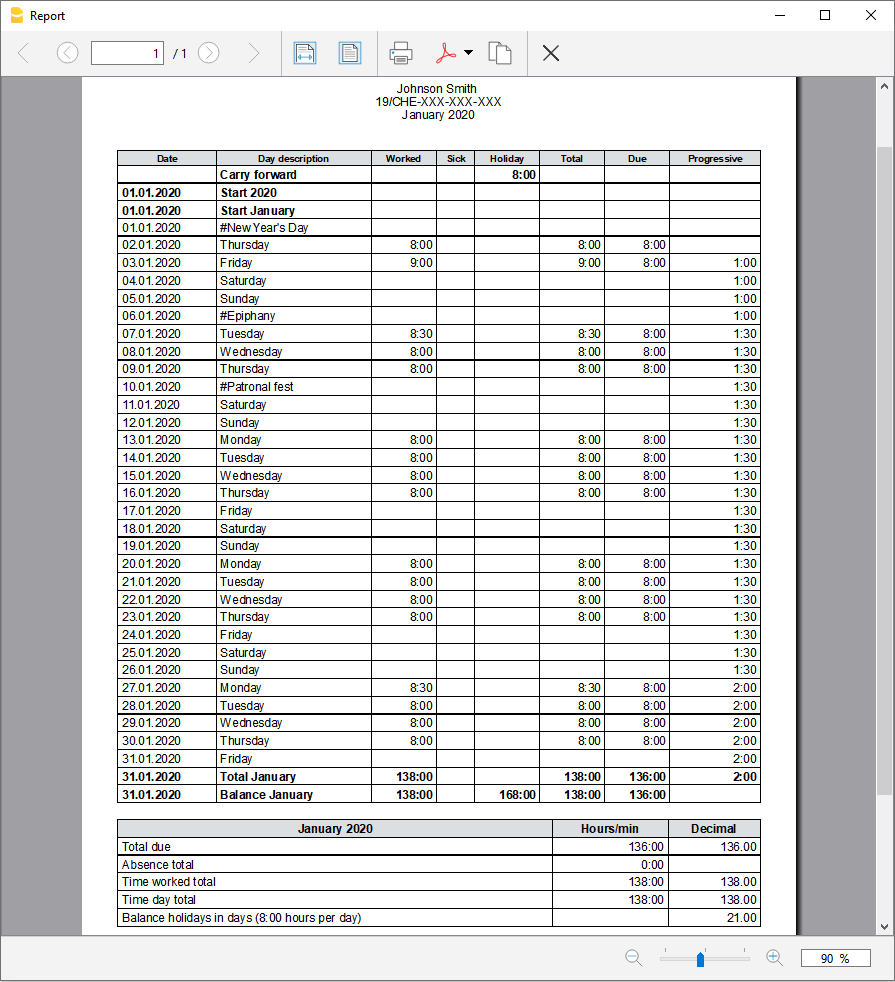 Report
1 / 1
Johnson Smith
19/CHE-XXX-XXX-XXX
January 2020
Date Day description Worked Sick Holiday Total Due Progressive
Carry forward 8:00
01.01.2020 Start 2020
01.01.2020 Start January
01.01.2020 #New Year's Day
02.01.2020 Thursday 8:00 8:00 8:00
03.01.2020 Friday 9:00 9:00 8:00 1:00
04.01.2020 Saturday 1:00
05.01.2020 Sunday 1:00
06.01.2020 #Epiphany 1:00
07.01.2020 Tuesday 8:30 8:30 8:00 1:30
08.01.2020 Wednesday 8:00 8:00 8:00 1:30
09.01.2020 Thursday 8:00 8:00 8:00 1:30
10.01.2020 #Patronal fest 1:30
11.01.2020 Saturday 1:30
12.01.2020 Sunday 1:30
13.01.2020 Monday 8:00 8:00 8:00 1:30
14.01.2020 Tuesday 8:00 8:00 8:00 1:30
15.01.2020 Wednesday 8:00 8:00 8:00 1:30
16.01.2020 Thursday 8:00 8:00 8:00 1:30
17.01.2020 Friday 1:30
18.01.2020 Saturday 1:30
19.01.2020 Sunday 1:30
20.01.2020 Monday 8:00 8:00 8:00 1:30
21.01.2020 Tuesday 8:00 8:00 8:00 1:30
22.01.2020 Wednesday 8:00 8:00 8:00 1:30
23.01.2020 Thursday 8:00 8:00 8:00 1:30
24.01.2020 Friday 1:30
25.01.2020 Saturday 1:30
26.01.2020 Sunday 1:30
27.01.2020 Monday 8:30 8:30 8:00 2:00
28.01.2020 Tuesday 8:00 8:00 8:00 2:00
29.01.2020 Wednesday 8:00 8:00 8:00 2:00
30.01.2020 Thursday 8:00 8:00 8:00 2:00
31.01.2020 Friday 2:00
31.01.2020 Total January 138:00 138:00 136:00 2:00
31.01.2020 Balance January 138:00 168:00 138:00 136:00
January 2020 Hours/min Decimal
Total due 136:00 136.00
Absence total 0:00
Time worked total 138:00 138.00
Time day total 138:00 138.00
Balance holidays in days (8:00 hours per day) 21.00
90 %